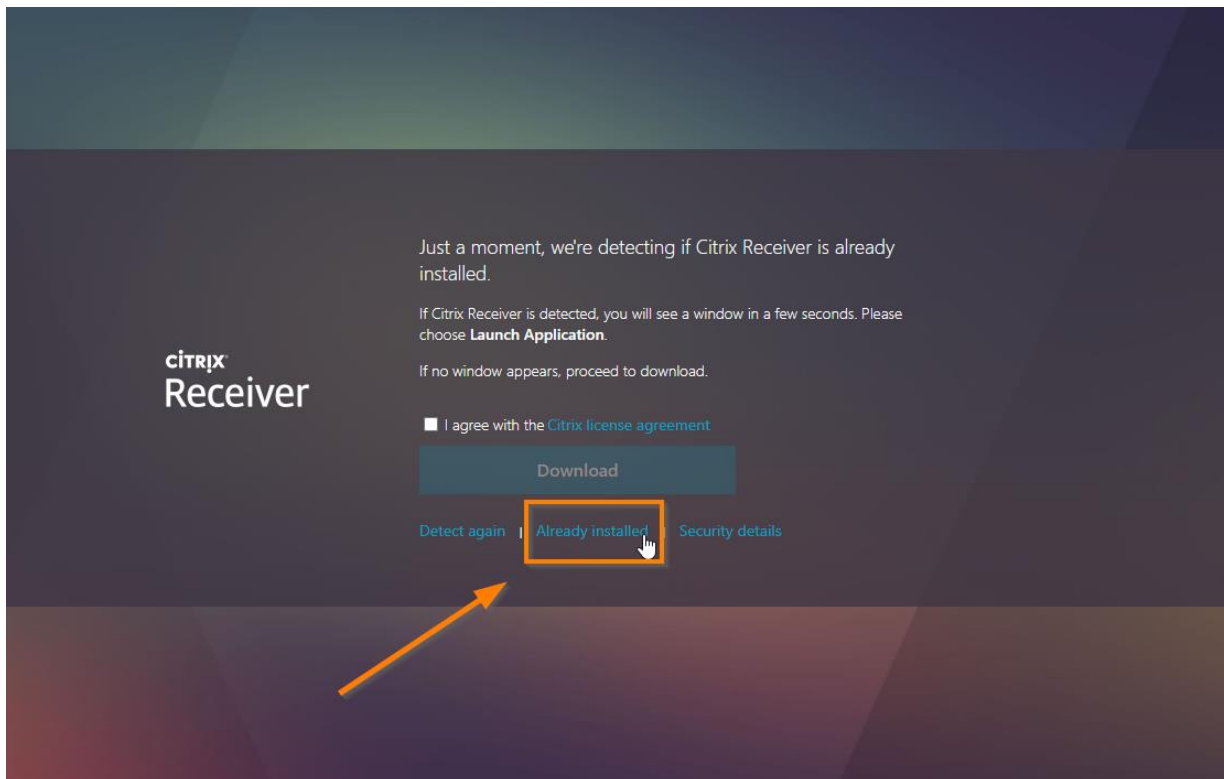 Just a moment, we're detecting if Citrix Receiver is already
installed.
If Citrix Receiver is detected, you will see a window in a few seconds. Please
choose Launch Application.
If no window appears, proceed to download.
CİTRIX
Receiver
I agree with the Citrix license agreement
Download
Detect again | Already installed | Security details